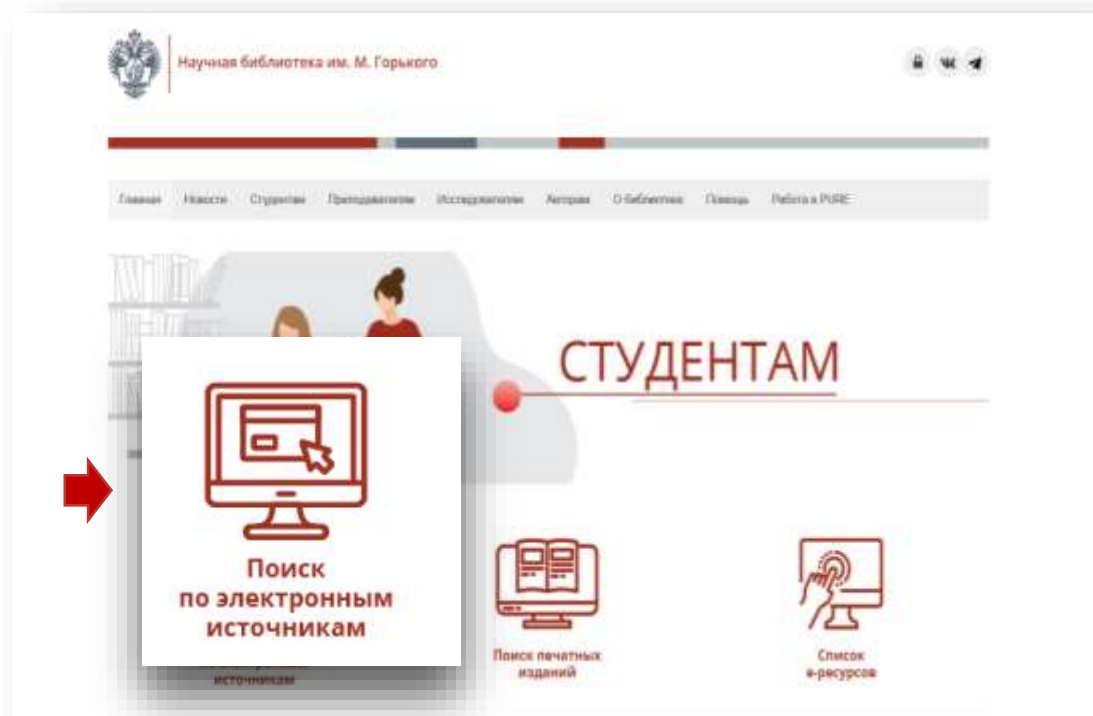 Научная библиотека им. М. Горького
Главная Новости Студентам Преподавателям Исследователям Авторам О библиотеке Помощь Работа в PURE
СТУДЕНТАМ
Поиск
по электронным
источникам
Поиск печатных
изданий
Список
е-ресурсов
источникам